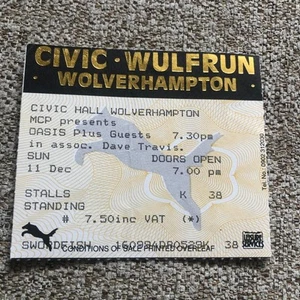 CIVIC · WULFRUN
· WOLVERHAMPTON ·
CIVIC HALL WOLVERHAMPTON
MCP presents
OASIS Plus Guests 7.30pm
in assoc. Dave Travis.
SUN DOORS OPEN
11 Dec 7.00 pm
STALLS K 38
STANDING
# 7.50inc VAT (*)
SWORDFISH 38
CONDITIONS OF SALE PRINTED OVERLEAF